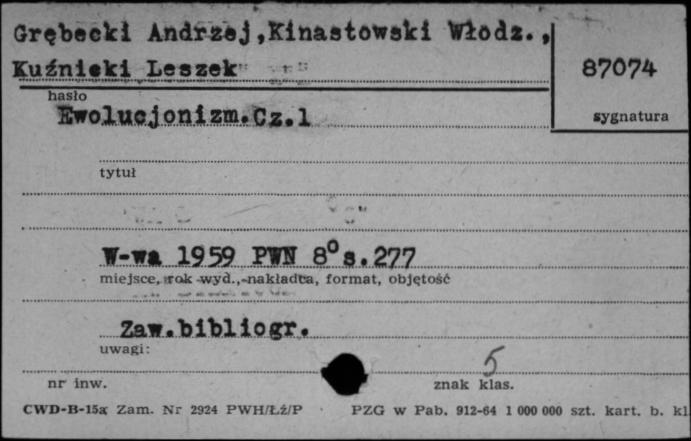 Grębecki Andrzej,Kinastowski Włodz.,
Kuźnicki Leszek
87074
hasło
sygnatura
Ewolucjonizm.Cz.1
tytuł
W-wa 1959 PWN 8° s.277
miejsce, rok wyd., nakładca, format, objętość
Zaw.bibliogr.
uwagi:
5
nr inw.
znak klas.
CWD-B-15a Zam. Nr 2924 PWH/Łź/P PZG w Pab. 912-64 1 000 000 szt. kart. b. kl